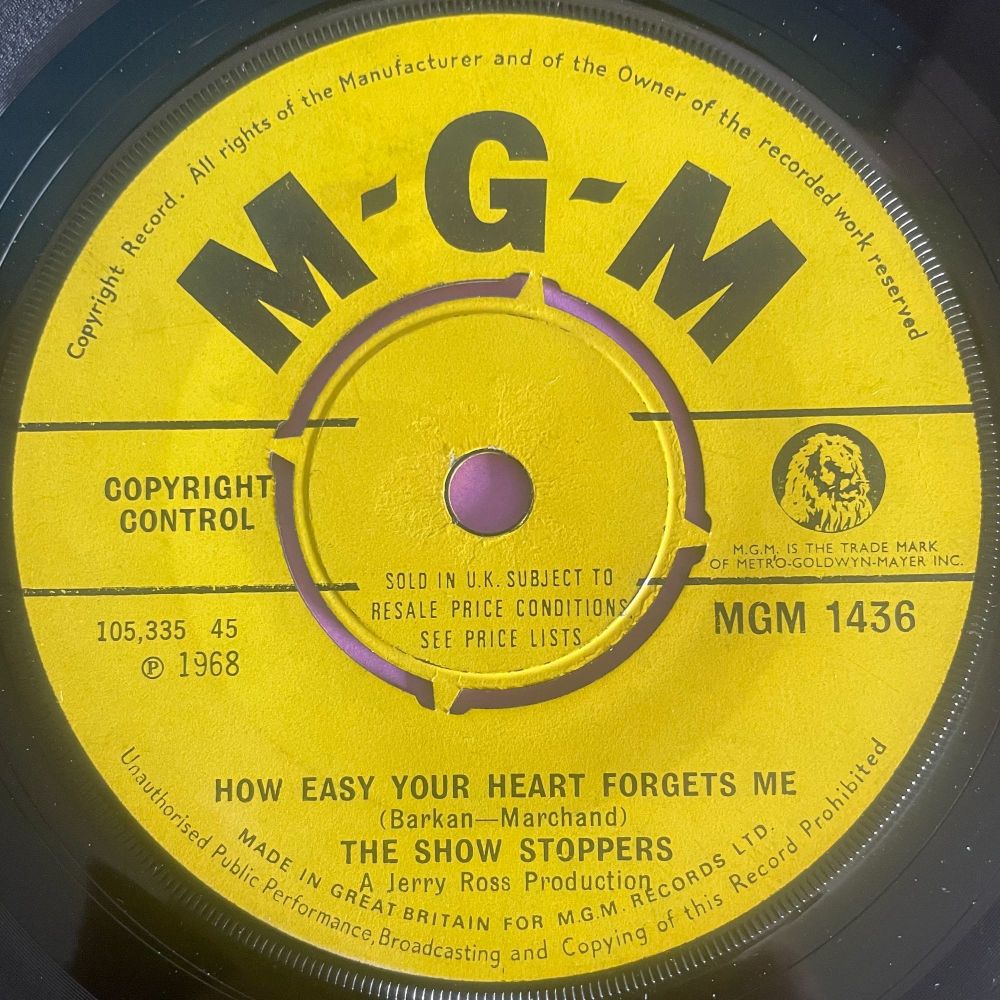 Copyright Record. All rights of the Manufacturer and of the Owner of the recorded work reserved
M-G-M
COPYRIGHT
CONTROL
M.G.M. IS THE TRADE MARK
OF METRO-GOLDWYN-MAYER INC.
SOLD IN U.K. SUBJECT TO
RESALE PRICE CONDITIONS
SEE PRICE LISTS
105,335 45
℗ 1968
MGM 1436
HOW EASY YOUR HEART FORGETS ME
(Barkan—Marchand)
THE SHOW STOPPERS
A Jerry Ross Production
MADE IN GREAT BRITAIN FOR M.G.M. RECORDS LTD.
Unauthorised Public Performance, Broadcasting and Copying of this Record Prohibited